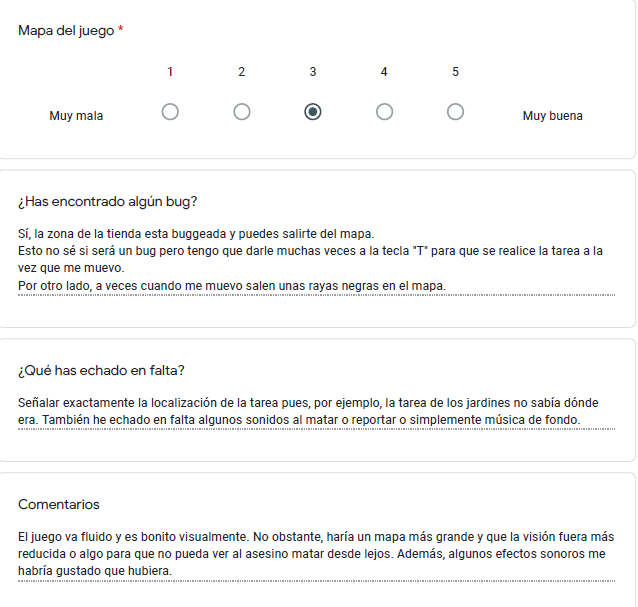 Mapa del juego *
1 2 3 4 5
Muy mala Muy buena
¿Has encontrado algún bug?
Sí, la zona de la tienda esta buggeada y puedes salirte del mapa.
Esto no sé si será un bug pero tengo que darle muchas veces a la tecla "T" para que se realice la tarea a la
vez que me muevo.
Por otro lado, a veces cuando me muevo salen unas rayas negras en el mapa.
¿Qué has echado en falta?
Señalar exactamente la localización de la tarea pues, por ejemplo, la tarea de los jardines no sabía dónde
era. También he echado en falta algunos sonidos al matar o reportar o simplemente música de fondo.
Comentarios
El juego va fluido y es bonito visualmente. No obstante, haría un mapa más grande y que la visión fuera más
reducida o algo para que no pueda ver al asesino matar desde lejos. Además, algunos efectos sonoros me
habría gustado que hubiera.